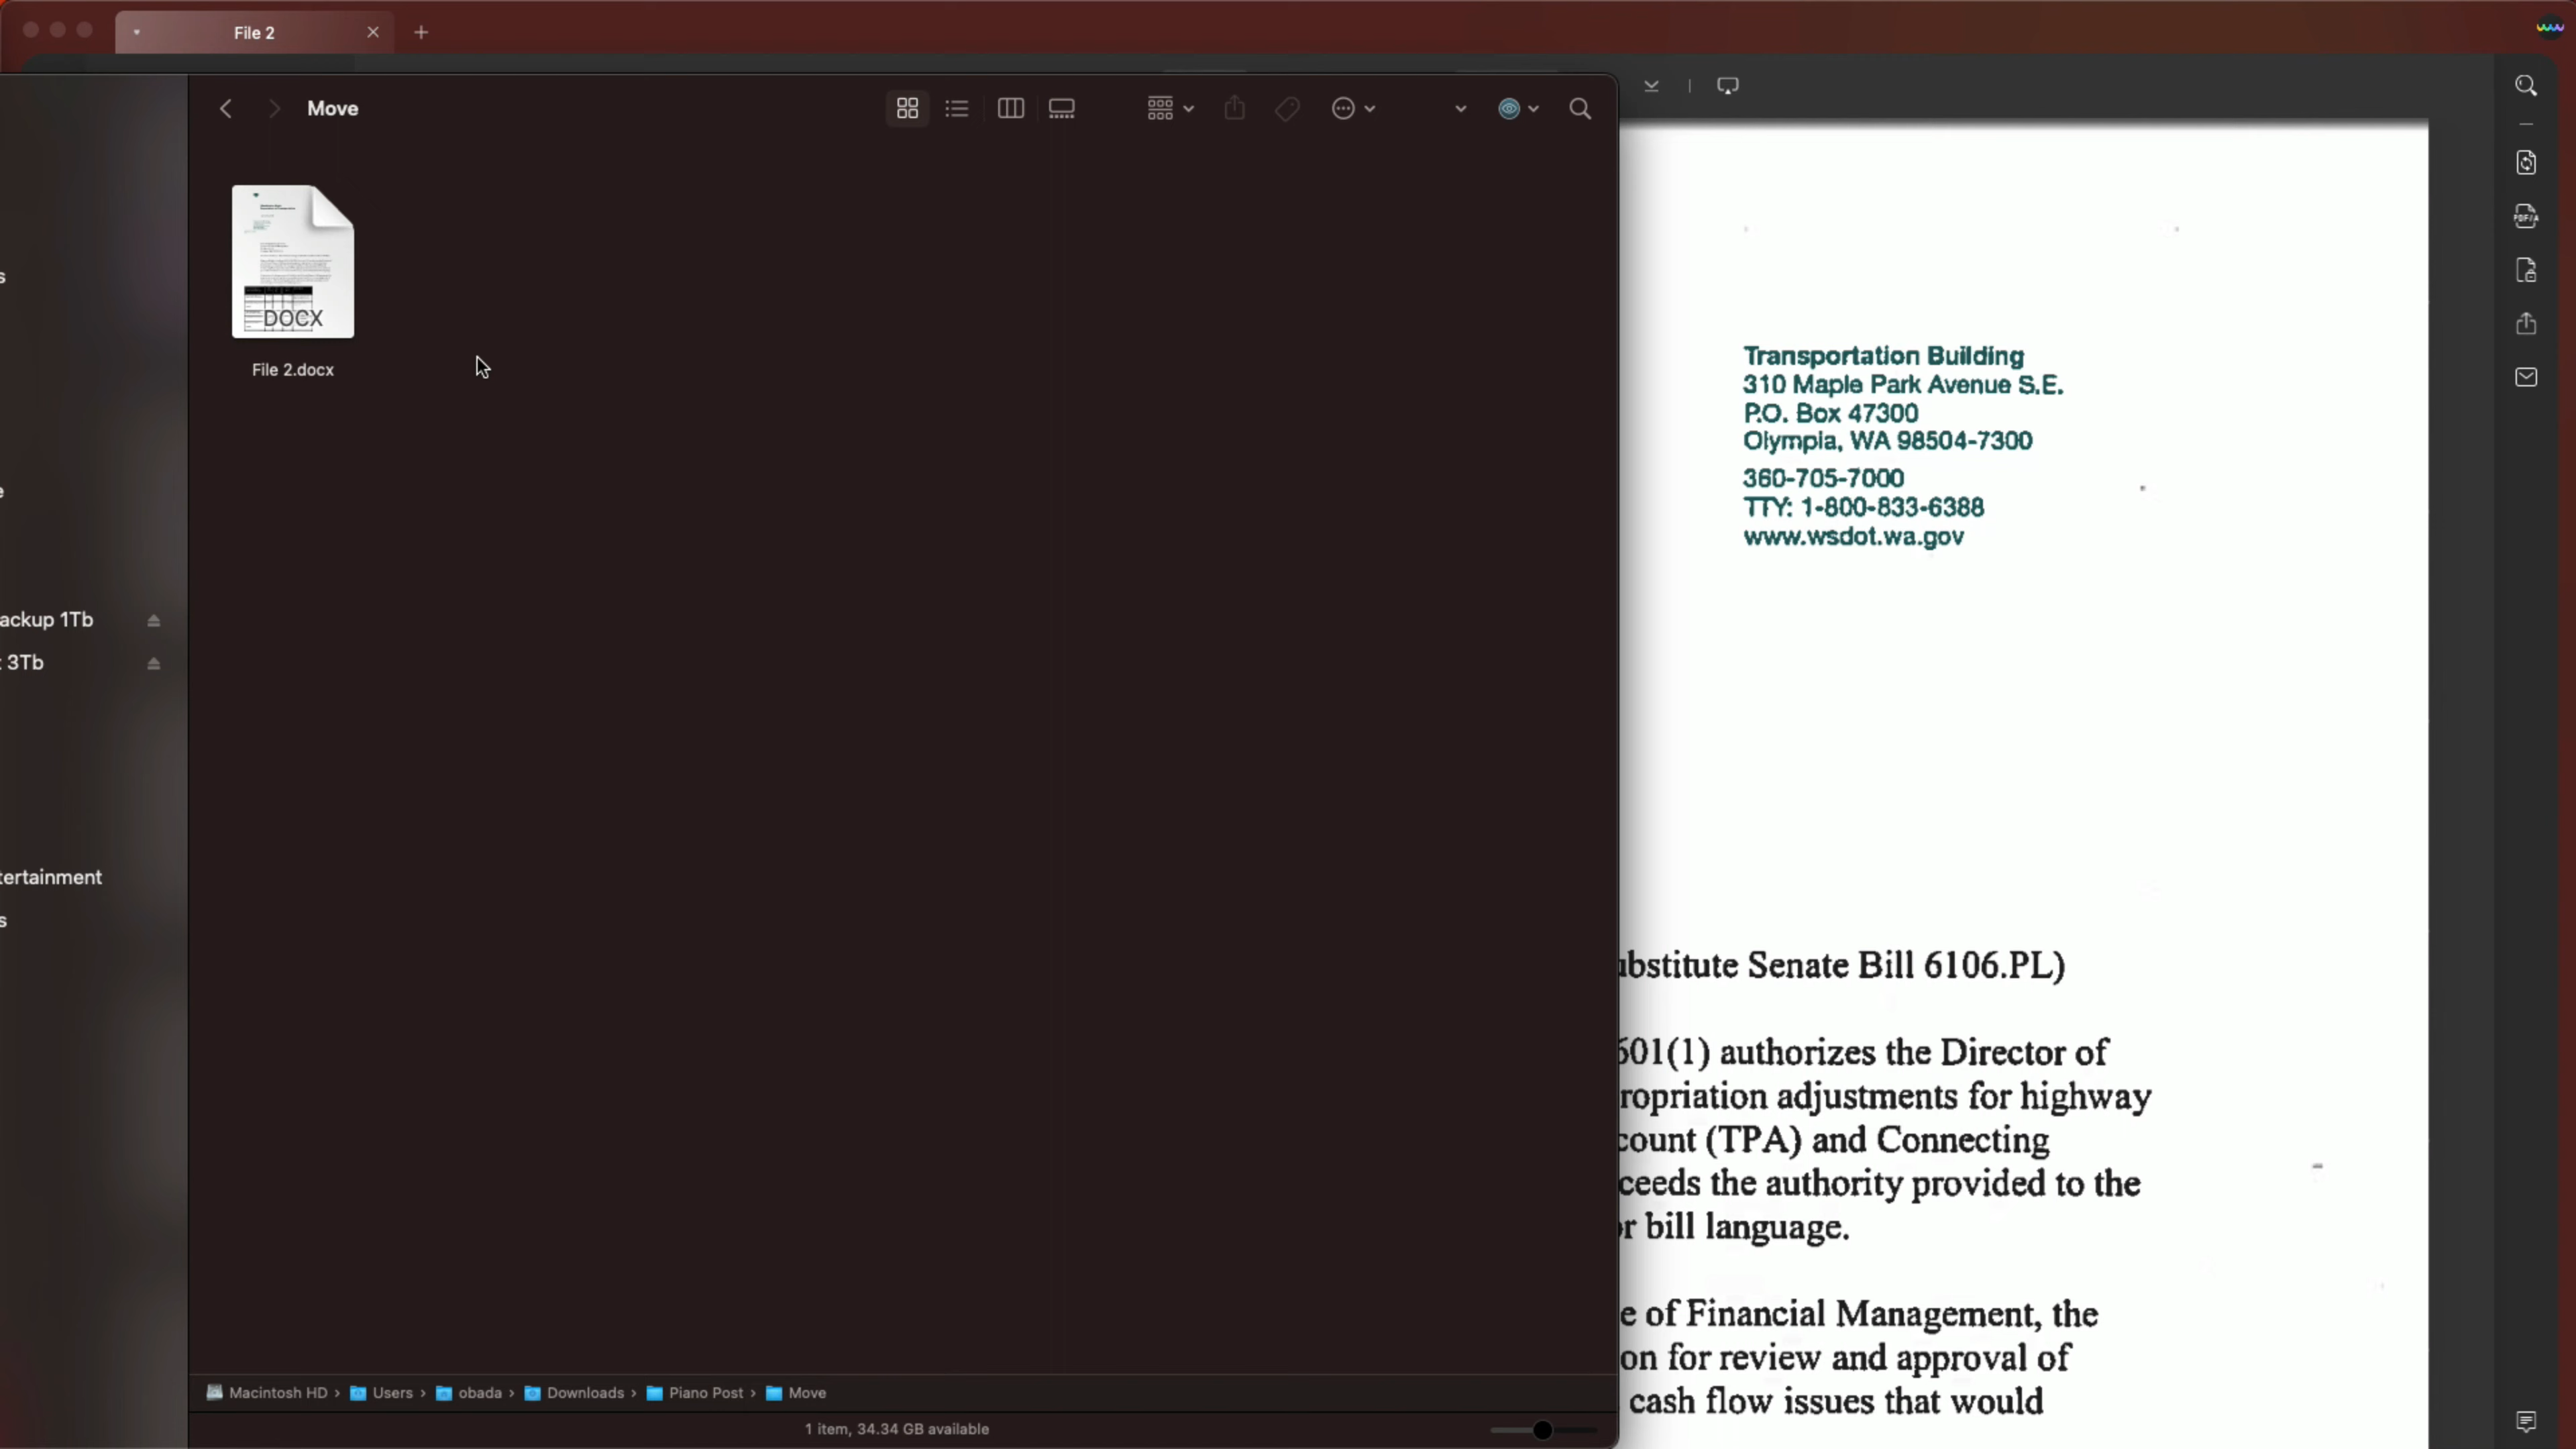 File 2
Move
DOCX
File 2.docx
s
e
ackup 1Tb
3Tb
tertainment
s
Macintosh HD › Users › obada › Downloads › Piano Post › Move
1 item, 34.34 GB available
PDF/A
Transportation Building
310 Maple Park Avenue S.E.
P.O. Box 47300
Olympia, WA 98504-7300
360-705-7000
TTY: 1-800-833-6388
www.wsdot.wa.gov
ubstitute Senate Bill 6106.PL)
601(1) authorizes the Director of
ropriation adjustments for highway
count (TPA) and Connecting
ceeds the authority provided to the
or bill language.
e of Financial Management, the
on for review and approval of
cash flow issues that would